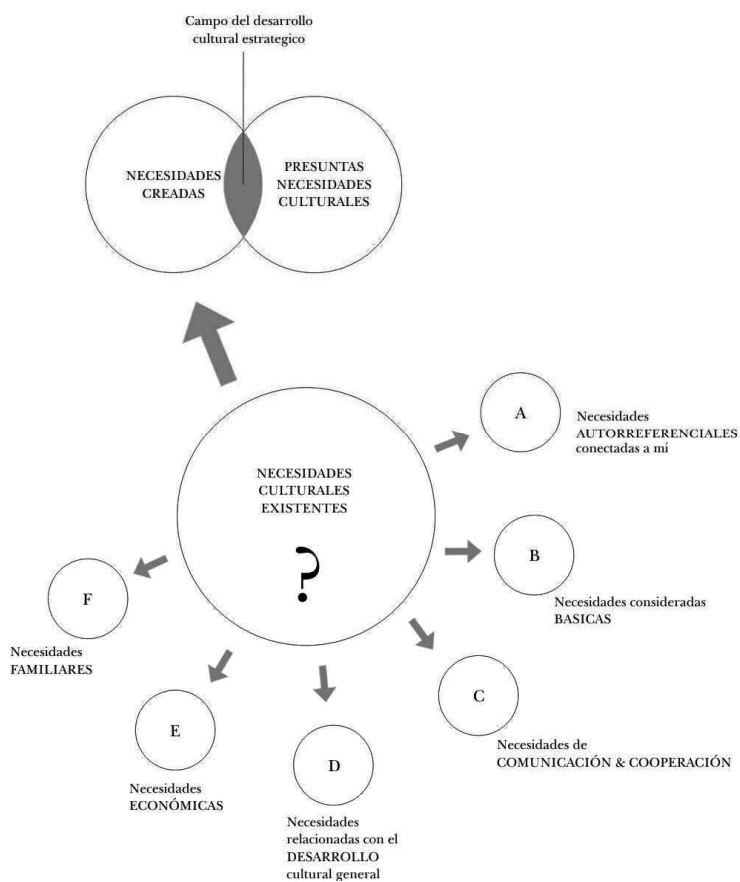 Campo del desarrollo
cultural estrategico
NECESIDADES
CREADAS
PRESUNTAS
NECESIDADES
CULTURALES
NECESIDADES
CULTURALES
EXISTENTES
?
A
Necesidades
AUTORREFERENCIALES
conectadas a mí
B
Necesidades consideradas
BASICAS
C
Necesidades de
COMUNICACIÓN & COOPERACIÓN
D
Necesidades
relacionadas con el
DESARROLLO
cultural general
E
Necesidades
ECONÓMICAS
F
Necesidades
FAMILIARES